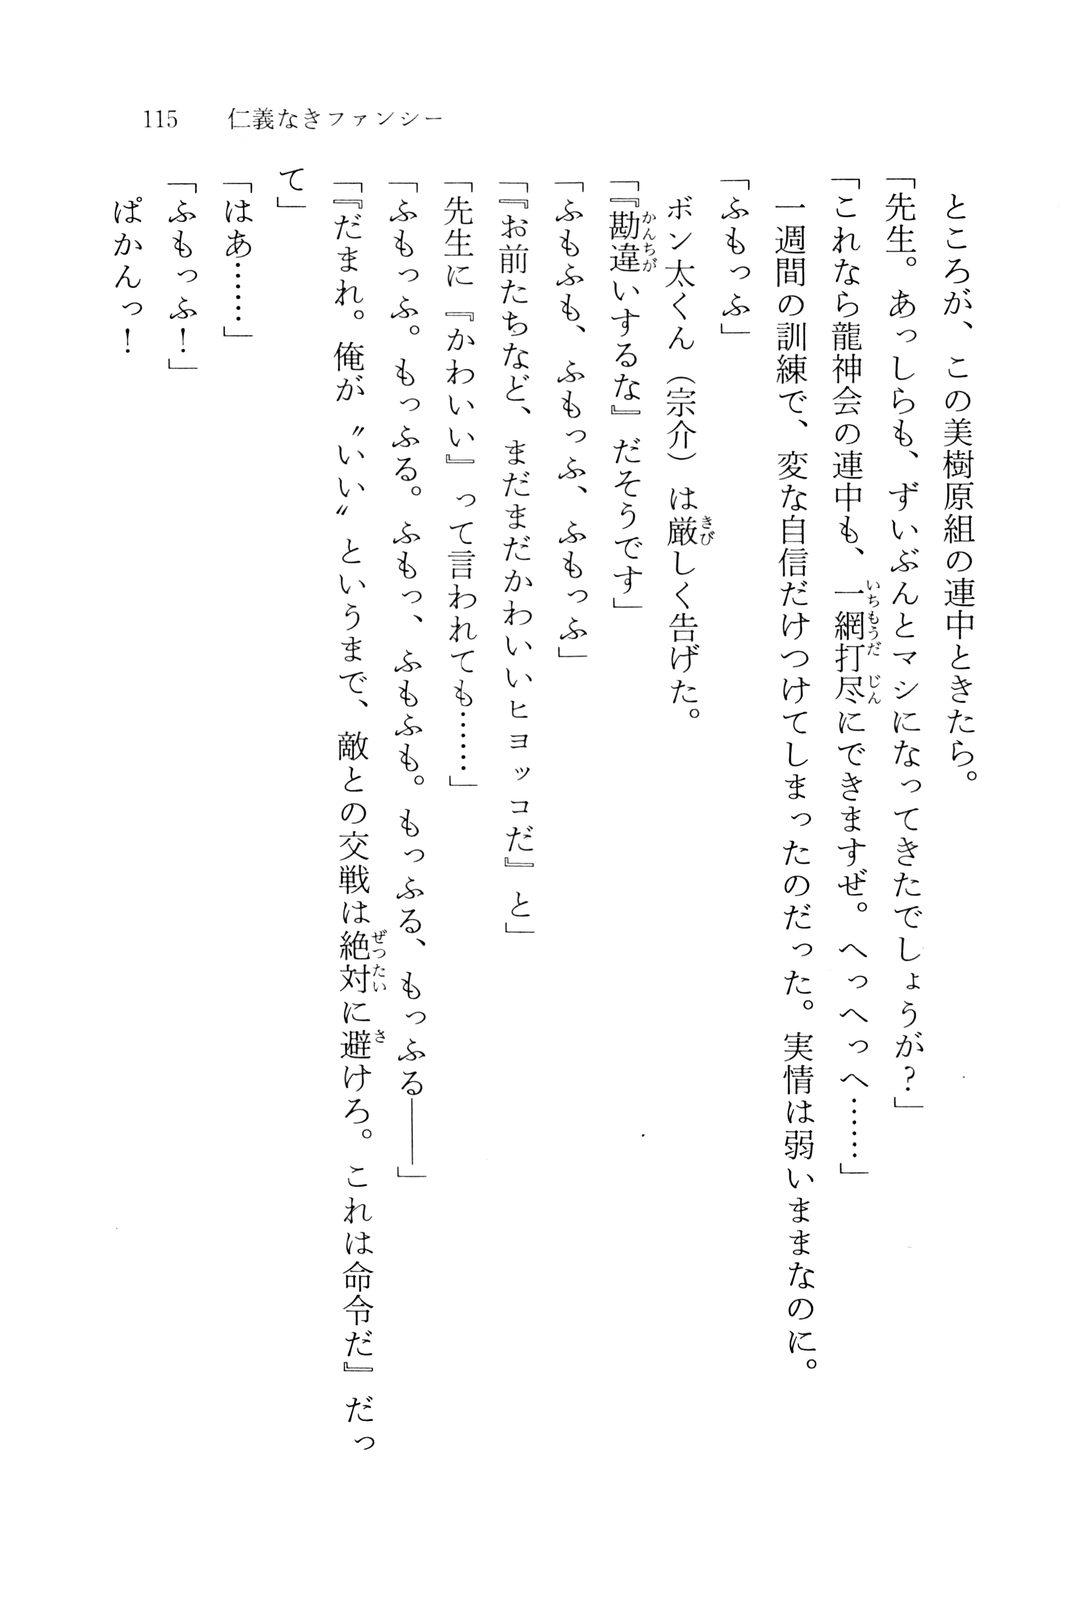 115　仁義なきファンシー
ところが、この美樹原組の連中ときたら。
「先生。あっしらも、ずいぶんとマシになってきたでしょうが？」
「これなら龍神会の連中も、一網打尽にできますぜ。へっへっへ……」
一週間の訓練で、変な自信だけつけてしまったのだった。実情は弱いままなのに。
「ふもっふ」
ボン太くん（宗介）は厳しく告げた。
「『勘違いするな』だそうです」
「ふもふも、ふもっふ、ふもっふ」
「『お前たちなど、まだまだかわいいヒヨッコだ』と」
「先生に『かわいい』って言われても……」
「ふもっふ。もっふる。ふもっ、ふもふも。もっふる、もっふる――」
「『だまれ。俺が〝いい〟というまで、敵との交戦は絶対に避けろ。これは命令だ』だっ
て」
「はあ……」
「ふもっふ！」
ぱかんっ！